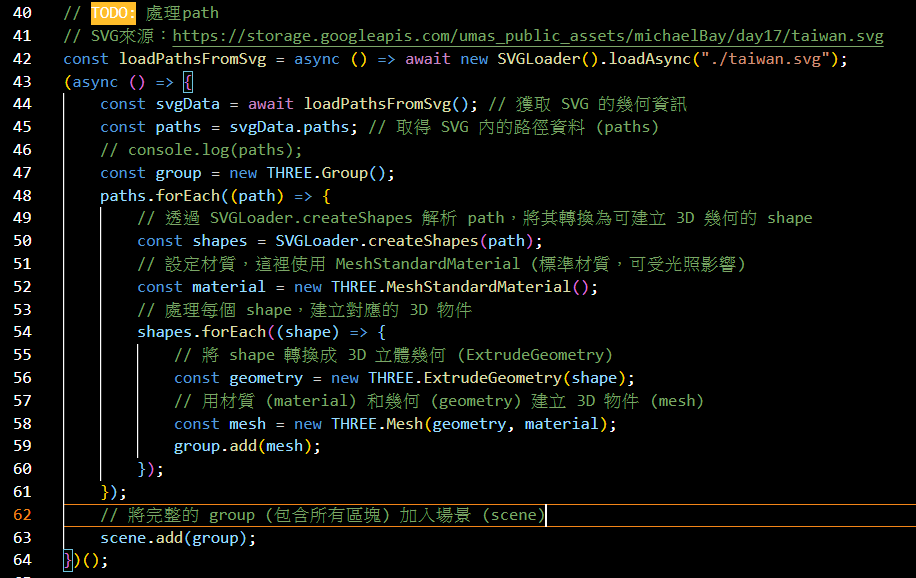 40 // TODO: 處理path
41 // SVG來源：https://storage.googleapis.com/umas_public_assets/michaelBay/day17/taiwan.svg
42 const loadPathsFromSvg = async () => await new SVGLoader().loadAsync("./taiwan.svg");
43 (async () => {
44 const svgData = await loadPathsFromSvg(); // 獲取 SVG 的幾何資訊
45 const paths = svgData.paths; // 取得 SVG 內的路徑資料 (paths)
46 // console.log(paths);
47 const group = new THREE.Group();
48 paths.forEach((path) => {
49 // 透過 SVGLoader.createShapes 解析 path，將其轉換為可建立 3D 幾何的 shape
50 const shapes = SVGLoader.createShapes(path);
51 // 設定材質，這裡使用 MeshStandardMaterial (標準材質，可受光照影響)
52 const material = new THREE.MeshStandardMaterial();
53 // 處理每個 shape，建立對應的 3D 物件
54 shapes.forEach((shape) => {
55 // 將 shape 轉換成 3D 立體幾何 (ExtrudeGeometry)
56 const geometry = new THREE.ExtrudeGeometry(shape);
57 // 用材質 (material) 和幾何 (geometry) 建立 3D 物件 (mesh)
58 const mesh = new THREE.Mesh(geometry, material);
59 group.add(mesh);
60 });
61 });
62 // 將完整的 group (包含所有區塊) 加入場景 (scene)
63 scene.add(group);
64 })();